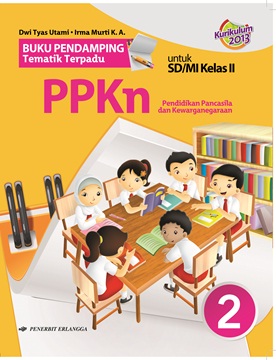 Dwi Tyas Utami • Irma Murti K. A.
BUKU PENDAMPING
Tematik Terpadu
Kurikulum
2013
untuk
SD/MI Kelas II
PPKn
Pendidikan Pancasila
dan Kewarganegaraan
2
PENERBIT ERLANGGA